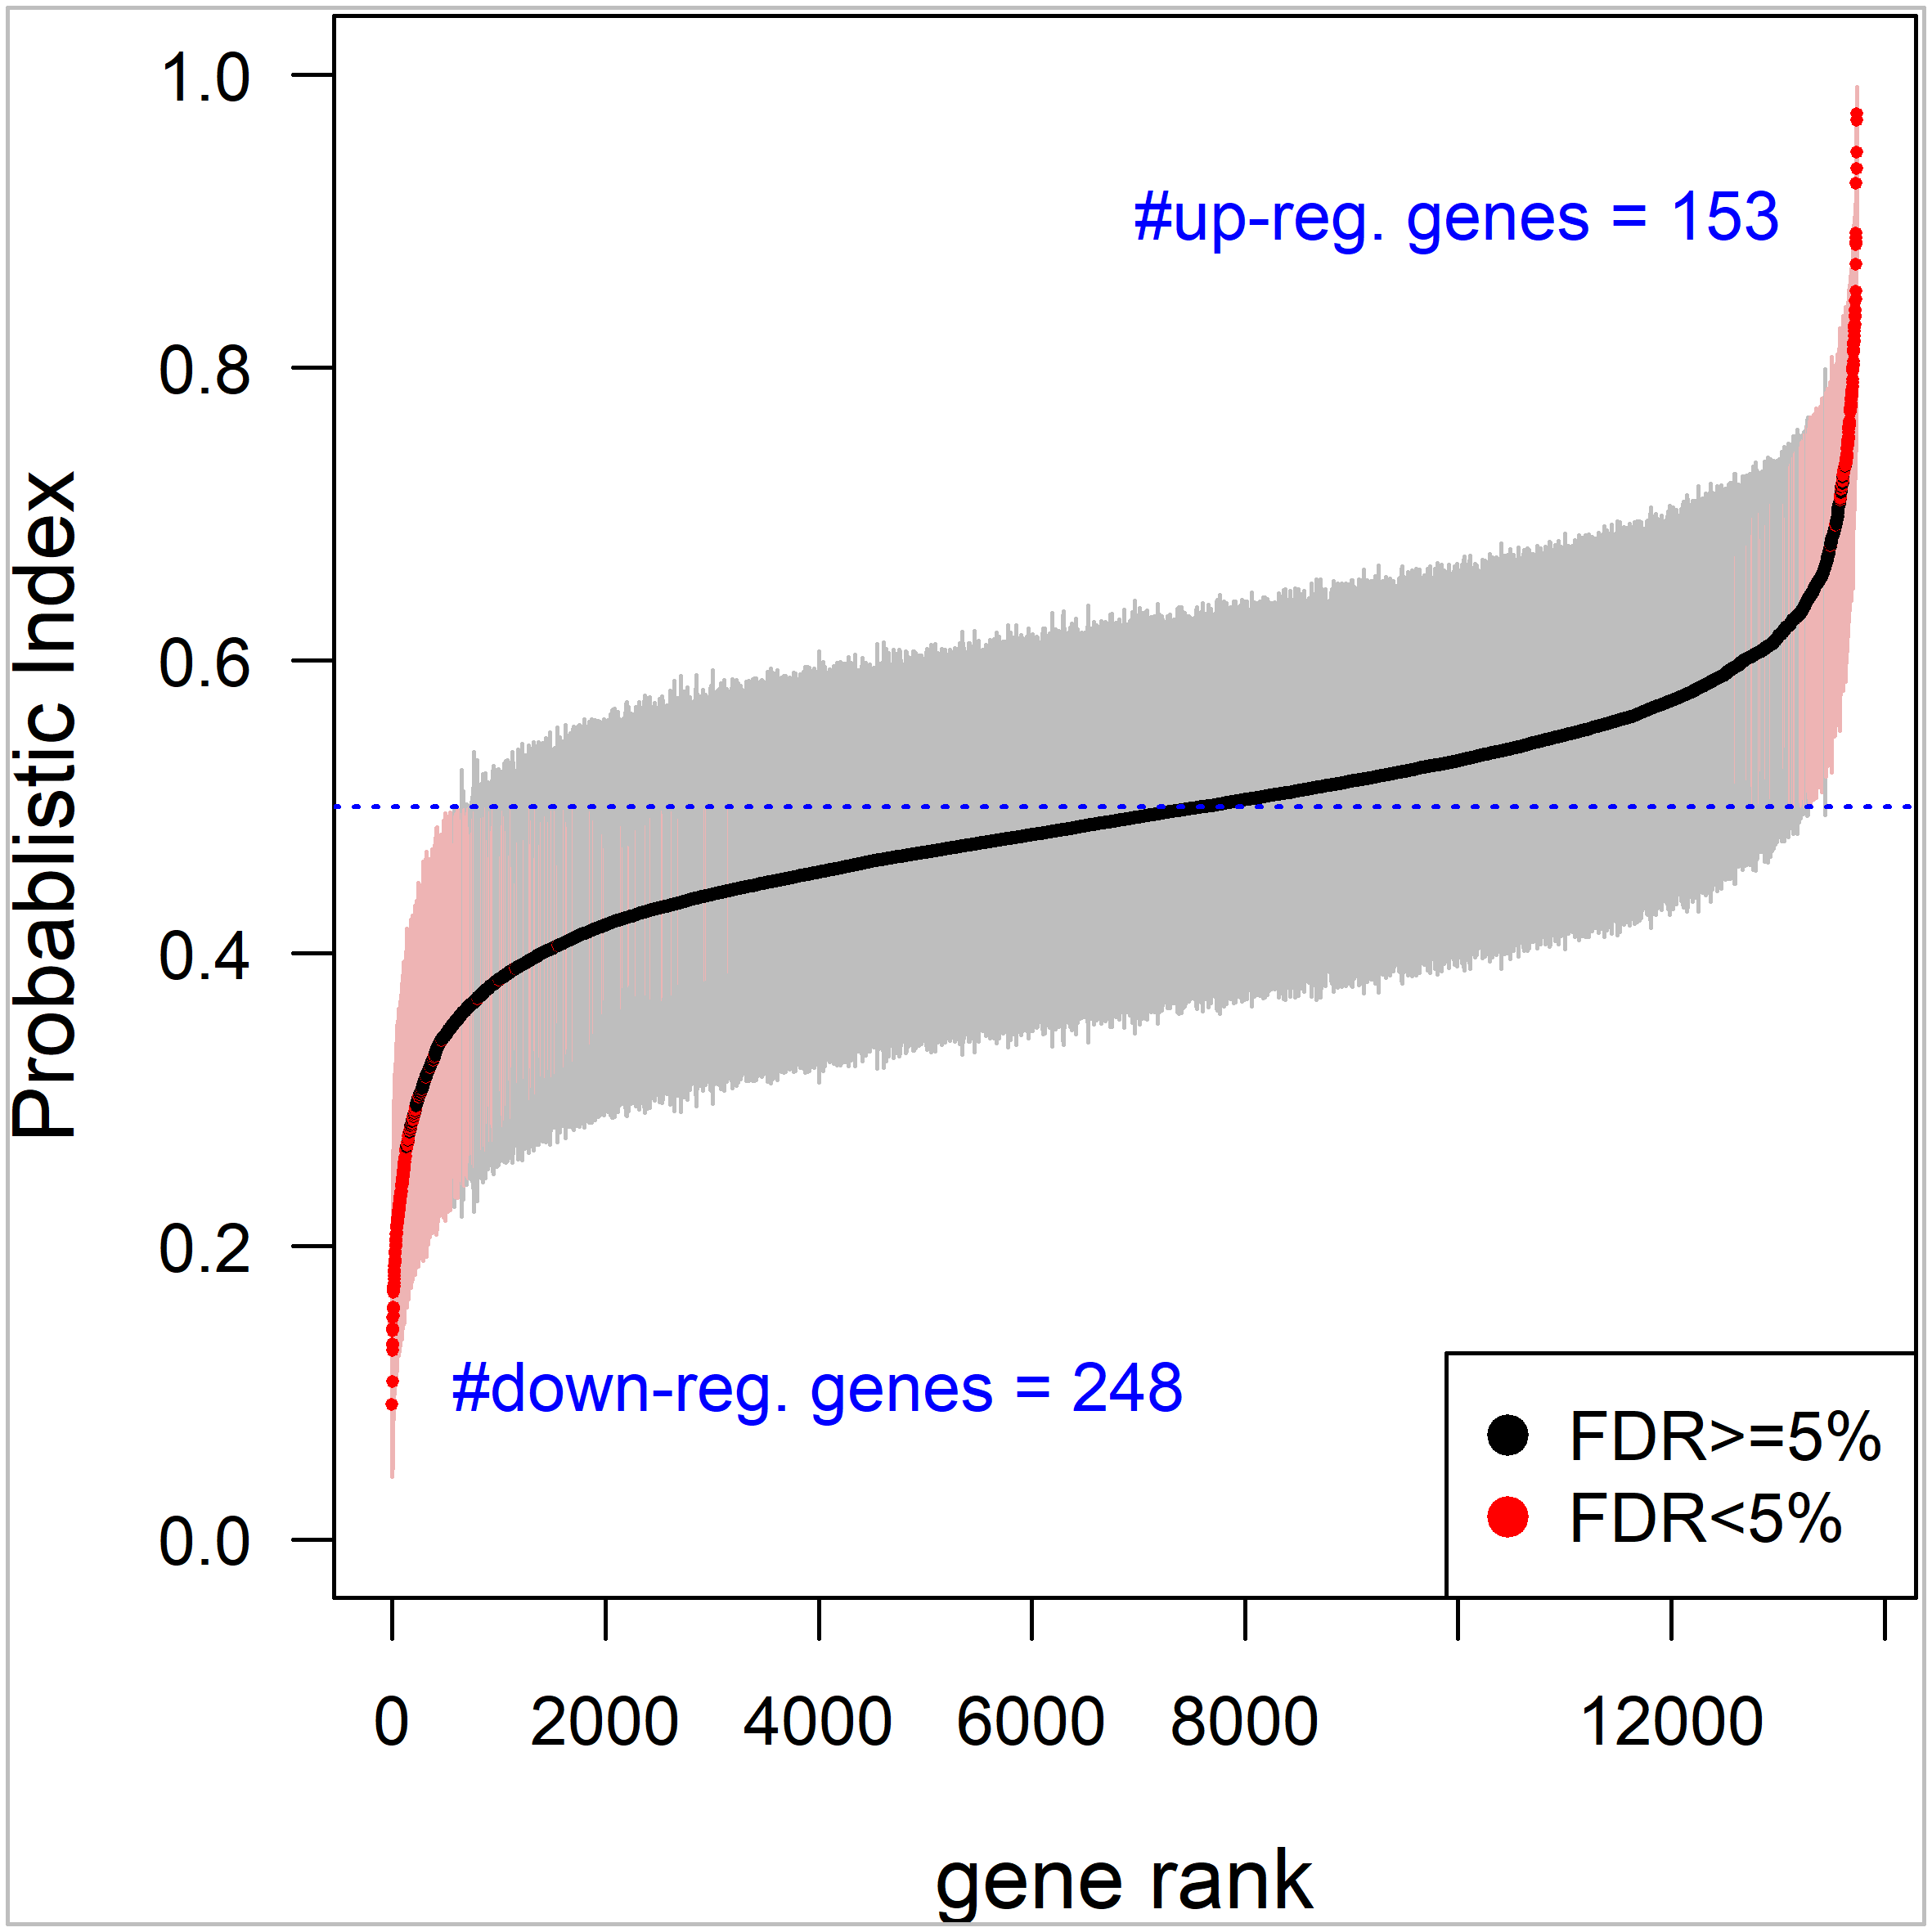 1.0
#up-reg. genes = 153
0.8
0.6
0.4
0.2
0.0
Probablistic Index
#down-reg. genes = 248
FDR>=5%
FDR<5%
0 2000 4000 6000 8000 12000
gene rank